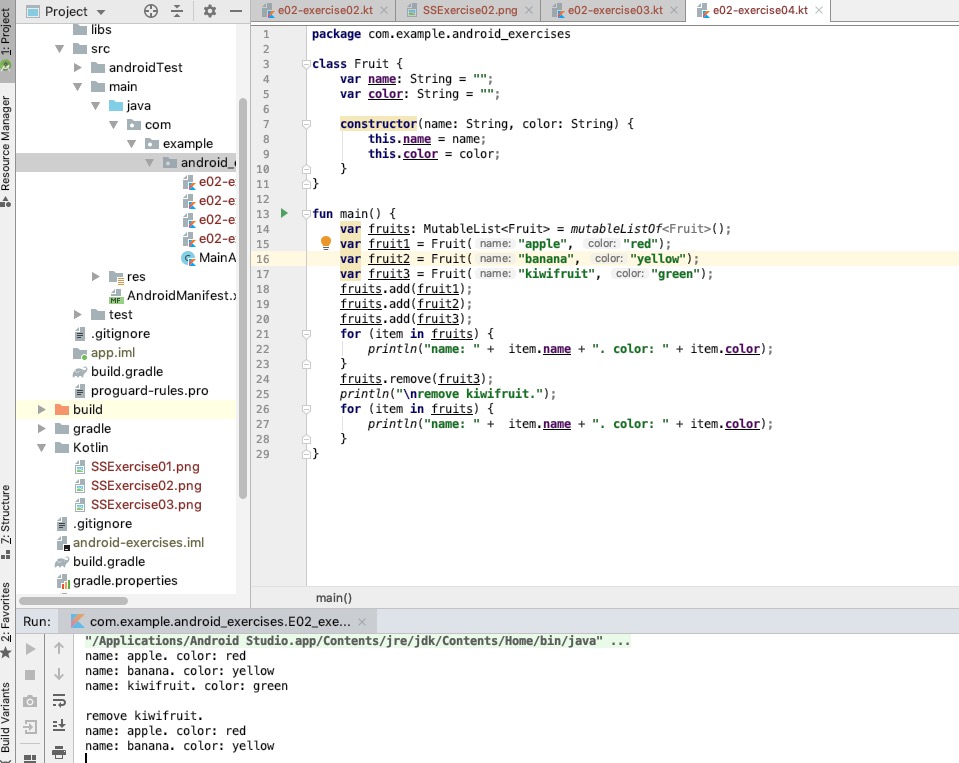 Project
e02-exercise02.kt
SSExercise02.png
e02-exercise03.kt
e02-exercise04.kt
1: Project
Resource Manager
7: Structure
2: Favorites
Build Variants
libs
src
androidTest
main
java
com
example
android_e
e02-e
e02-e
e02-e
e02-e
MainA
res
AndroidManifest.x
test
.gitignore
app.iml
build.gradle
proguard-rules.pro
build
gradle
Kotlin
SSExercise01.png
SSExercise02.png
SSExercise03.png
.gitignore
android-exercises.iml
build.gradle
gradle.properties
1 package com.example.android_exercises
2
3 class Fruit {
4 var name: String = "";
5 var color: String = "";
6
7 constructor(name: String, color: String) {
8 this.name = name;
9 this.color = color;
10 }
11 }
12
13 fun main() {
14 var fruits: MutableList<Fruit> = mutableListOf<Fruit>();
15 var fruit1 = Fruit( name: "apple", color: "red");
16 var fruit2 = Fruit( name: "banana", color: "yellow");
17 var fruit3 = Fruit( name: "kiwifruit", color: "green");
18 fruits.add(fruit1);
19 fruits.add(fruit2);
20 fruits.add(fruit3);
21 for (item in fruits) {
22 println("name: " + item.name + ". color: " + item.color);
23 }
24 fruits.remove(fruit3);
25 println("\nremove kiwifruit.");
26 for (item in fruits) {
27 println("name: " + item.name + ". color: " + item.color);
28 }
29 }
main()
Run: com.example.android_exercises.E02_exe...
"/Applications/Android Studio.app/Contents/jre/jdk/Contents/Home/bin/java" ...
name: apple. color: red
name: banana. color: yellow
name: kiwifruit. color: green
remove kiwifruit.
name: apple. color: red
name: banana. color: yellow